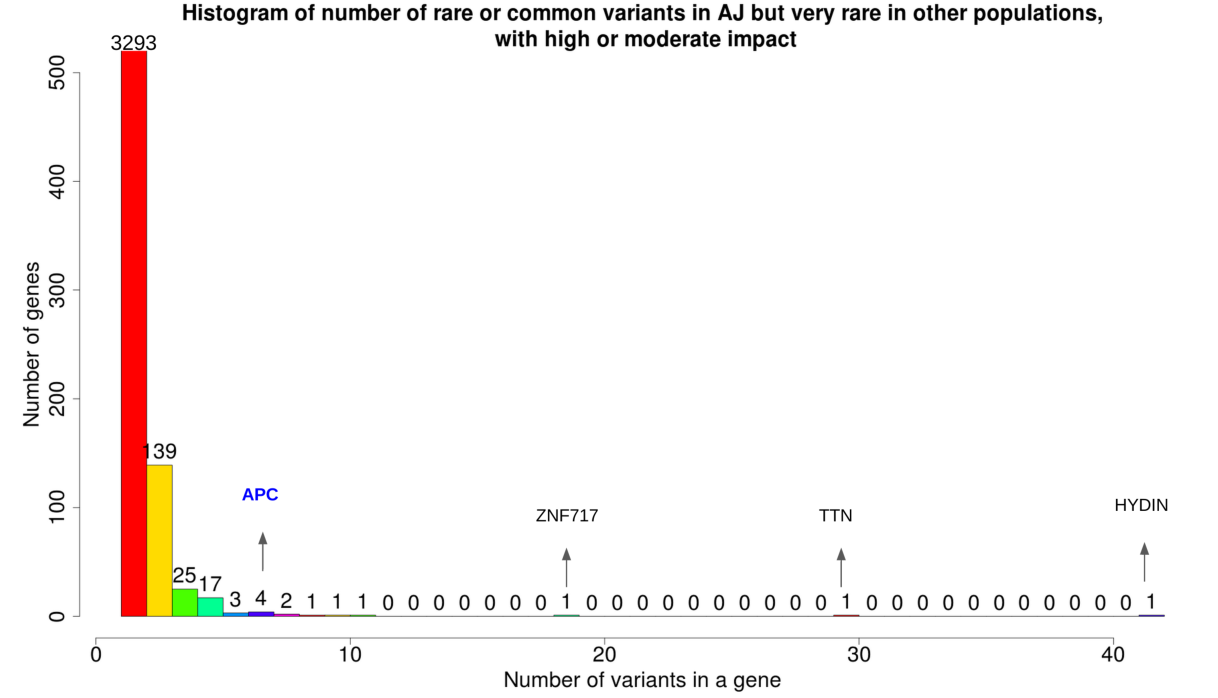 Histogram of number of rare or common variants in AJ but very rare in other populations,
with high or moderate impact
3293
500
400
300
200
100
0
Number of genes
139
25
17
3
4
2
1
1
1
0 0 0 0 0 0 0
1
0 0 0 0 0 0 0 0 0 0
1
0 0 0 0 0 0 0 0 0 0 0
1
APC
ZNF717
TTN
HYDIN
0 10 20 30 40
Number of variants in a gene